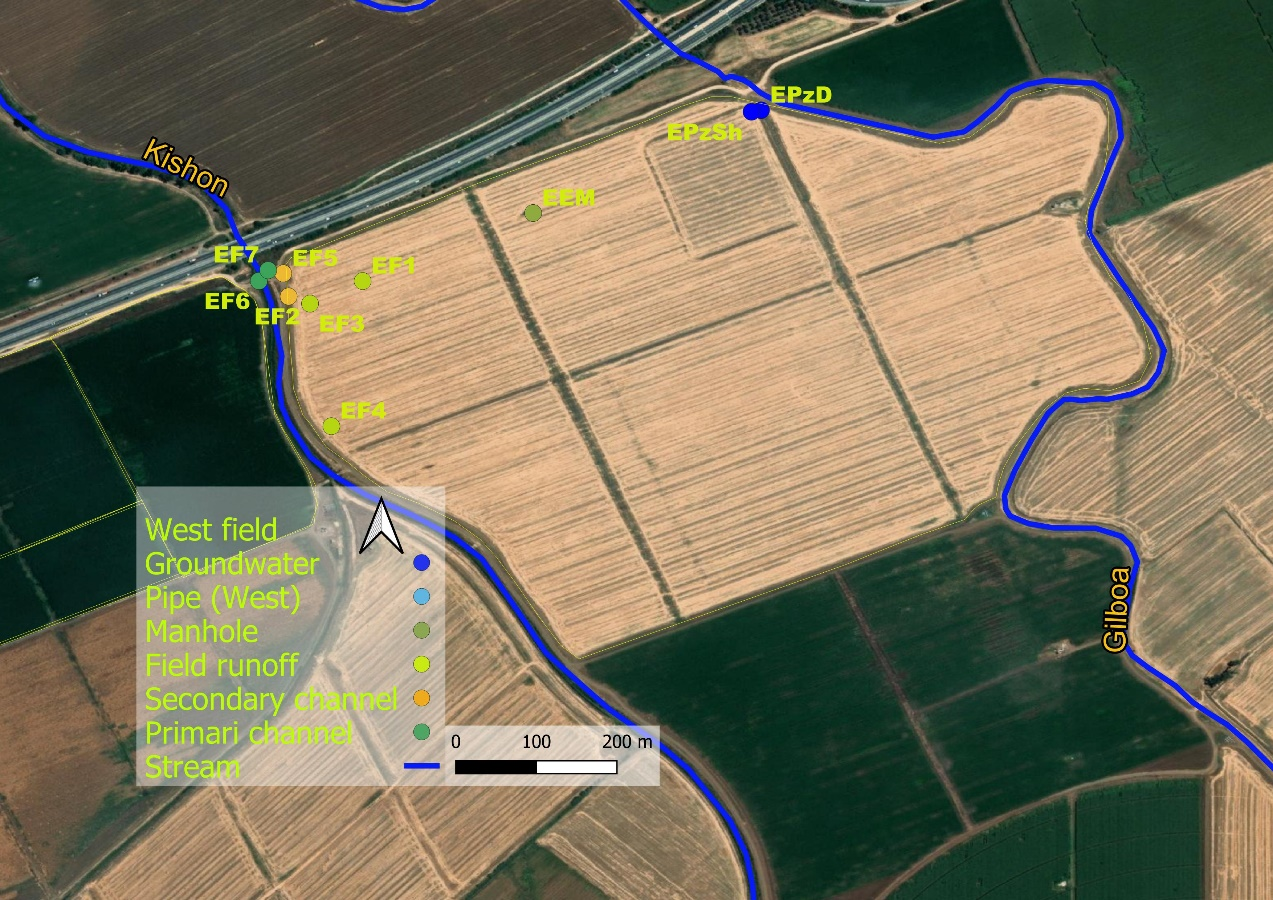 EPzD
EPzSh
Kishon
EEM
EF7
EF5
EF1
EF6
EF2
EF3
EF4
West field
Groundwater
Pipe (West)
Manhole
Field runoff
Secondary channel
Primari channel
Stream
0 100 200 m
Gilboa